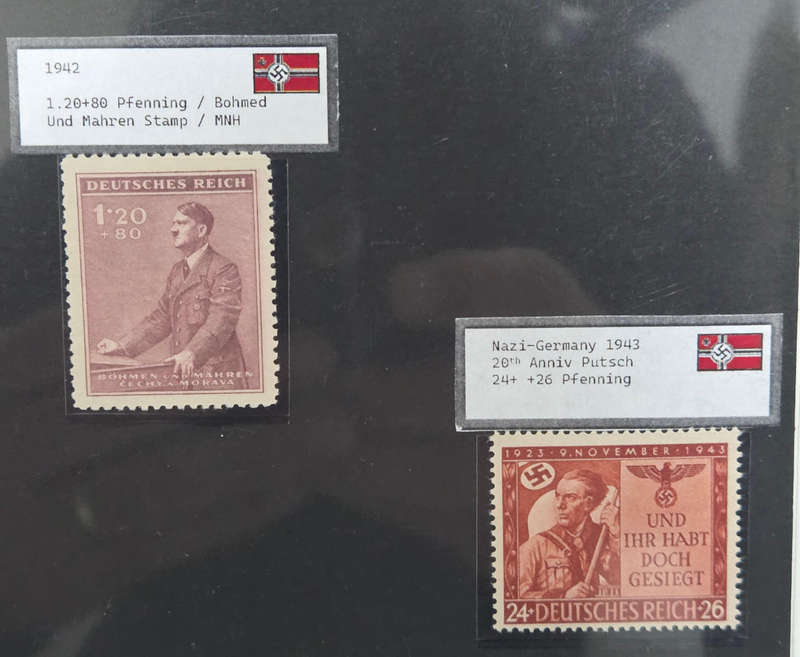 1942
1.20+80 Pfenning / Bohmed
Und Mahren Stamp / MNH
DEUTSCHES REICH
1.20
+80
BÖHMEN UND MÄHREN
ČECHY A MORAVA
Nazi-Germany 1943
20th Anniv Putsch
24+ +26 Pfenning
1923 · 9. NOVEMBER · 1943
UND
IHR HABT
DOCH
GESIEGT
24+DEUTSCHES REICH+26